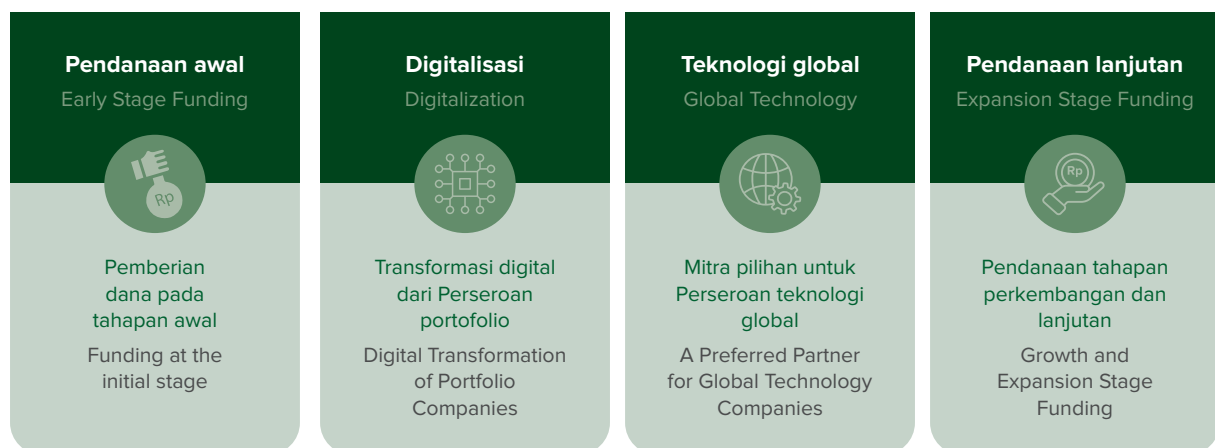 Pendanaan awal
Early Stage Funding
Rp
Pemberian
dana pada
tahapan awal
Funding at the
initial stage
Digitalisasi
Digitalization
Transformasi digital
dari Perseroan
portofolio
Digital Transformation
of Portfolio
Companies
Teknologi global
Global Technology
Mitra pilihan untuk
Perseroan teknologi
global
A Preferred Partner
for Global Technology
Companies
Pendanaan lanjutan
Expansion Stage Funding
Rp
Pendanaan tahapan
perkembangan dan
lanjutan
Growth and
Expansion Stage
Funding